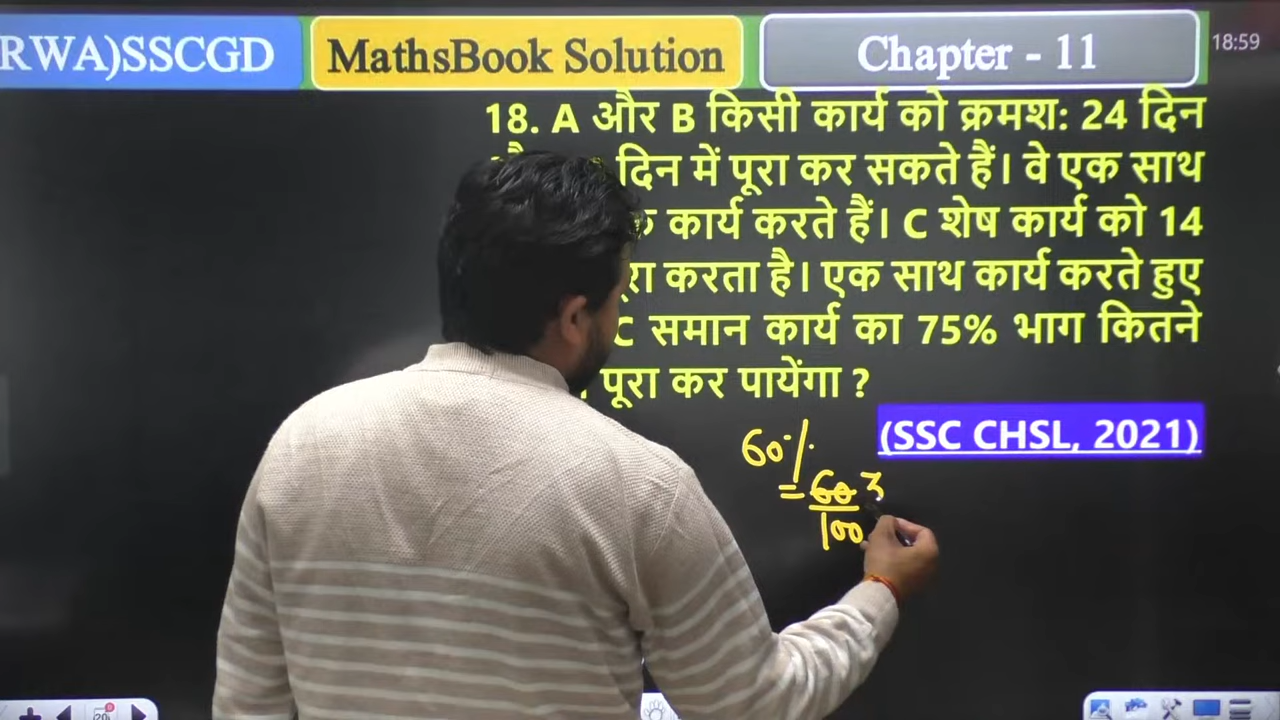 RWA)SSCGD
MathsBook Solution
Chapter - 11
18:59
18. A और B किसी कार्य को क्रमश: 24 दिन
दिन में पूरा कर सकते हैं। वे एक साथ
कार्य करते हैं। C शेष कार्य को 14
करता है। एक साथ कार्य करते हुए
C समान कार्य का 75% भाग कितने
पूरा कर पायेंगा ?
(SSC CHSL, 2021)
60%
= 60 3
100